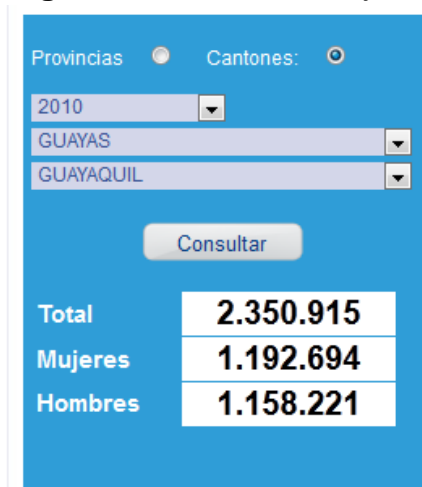 Provincias Cantones:
2010
GUAYAS
GUAYAQUIL
Consultar
Total 2.350.915
Mujeres 1.192.694
Hombres 1.158.221